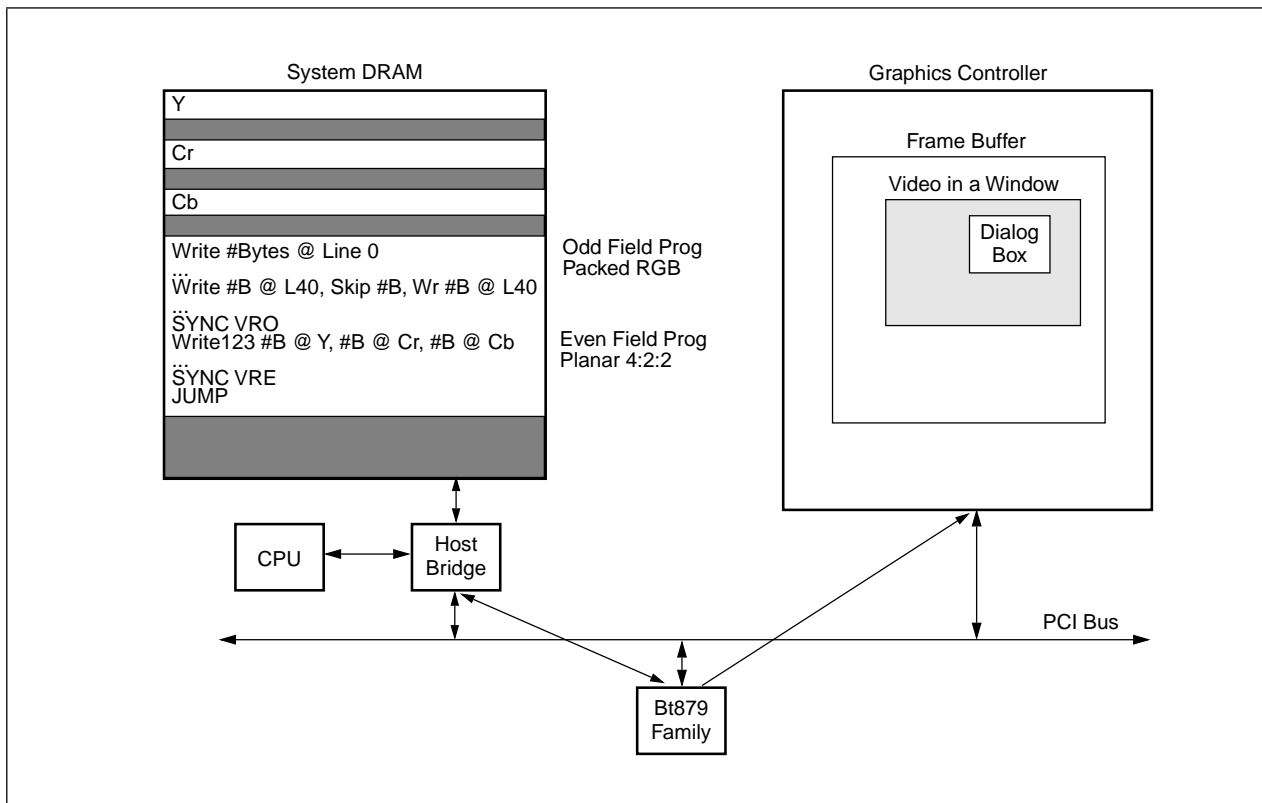 System DRAM
Y
Cr
Cb
Write #Bytes @ Line 0
...
Write #B @ L40, Skip #B, Wr #B @ L40
...
SYNC VRO
Write123 #B @ Y, #B @ Cr, #B @ Cb
...
SYNC VRE
JUMP
Odd Field Prog
Packed RGB
Even Field Prog
Planar 4:2:2
Graphics Controller
Frame Buffer
Video in a Window
Dialog
Box
CPU
Host
Bridge
PCI Bus
Bt879
Family